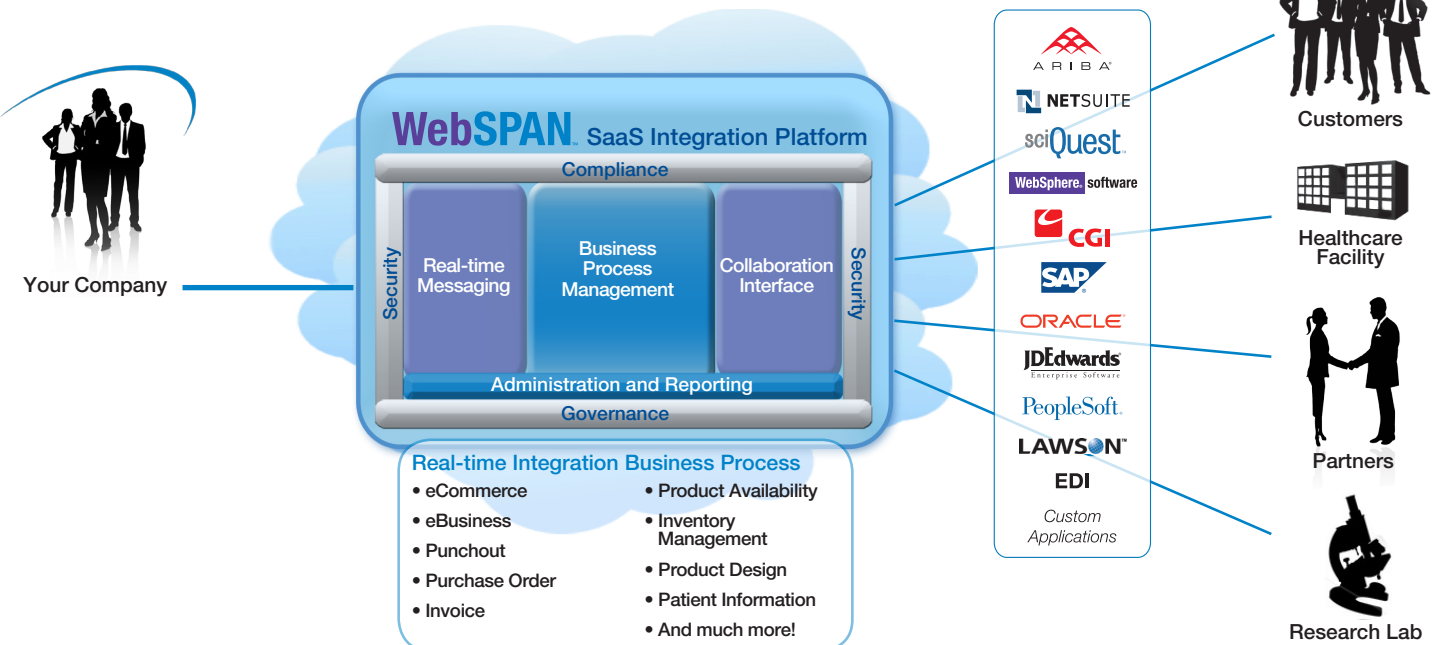 Your Company
WebSPAN™ SaaS Integration Platform
Compliance
Security
Real-time
Messaging
Business
Process
Management
Collaboration
Interface
Security
Administration and Reporting
Governance
Real-time Integration Business Process
• eCommerce
• eBusiness
• Punchout
• Purchase Order
• Invoice
• Product Availability
• Inventory
Management
• Product Design
• Patient Information
• And much more!
ARIBA®
NETSUITE
sciQuest™
WebSphere. software
CGI
SAP®
ORACLE®
JDEdwards®
Enterprise Software
PeopleSoft.
LAWSON™
EDI
Custom
Applications
Customers
Healthcare
Facility
Partners
Research Lab